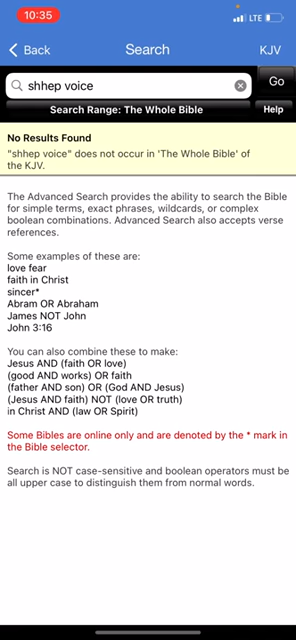 10:35
LTE
Back
Search
KJV
shhep voice
Go
Search Range: The Whole Bible
Help
No Results Found
"shhep voice" does not occur in 'The Whole Bible' of
the KJV.
The Advanced Search provides the ability to search the Bible
for simple terms, exact phrases, wildcards, or complex
boolean combinations. Advanced Search also accepts verse
references.
Some examples of these are:
love fear
faith in Christ
sincer*
Abram OR Abraham
James NOT John
John 3:16
You can also combine these to make:
Jesus AND (faith OR love)
(good AND works) OR faith
(father AND son) OR (God AND Jesus)
(Jesus AND faith) NOT (love OR truth)
in Christ AND (law OR Spirit)
Some Bibles are online only and are denoted by the * mark in
the Bible selector.
Search is NOT case-sensitive and boolean operators must be
all upper case to distinguish them from normal words.